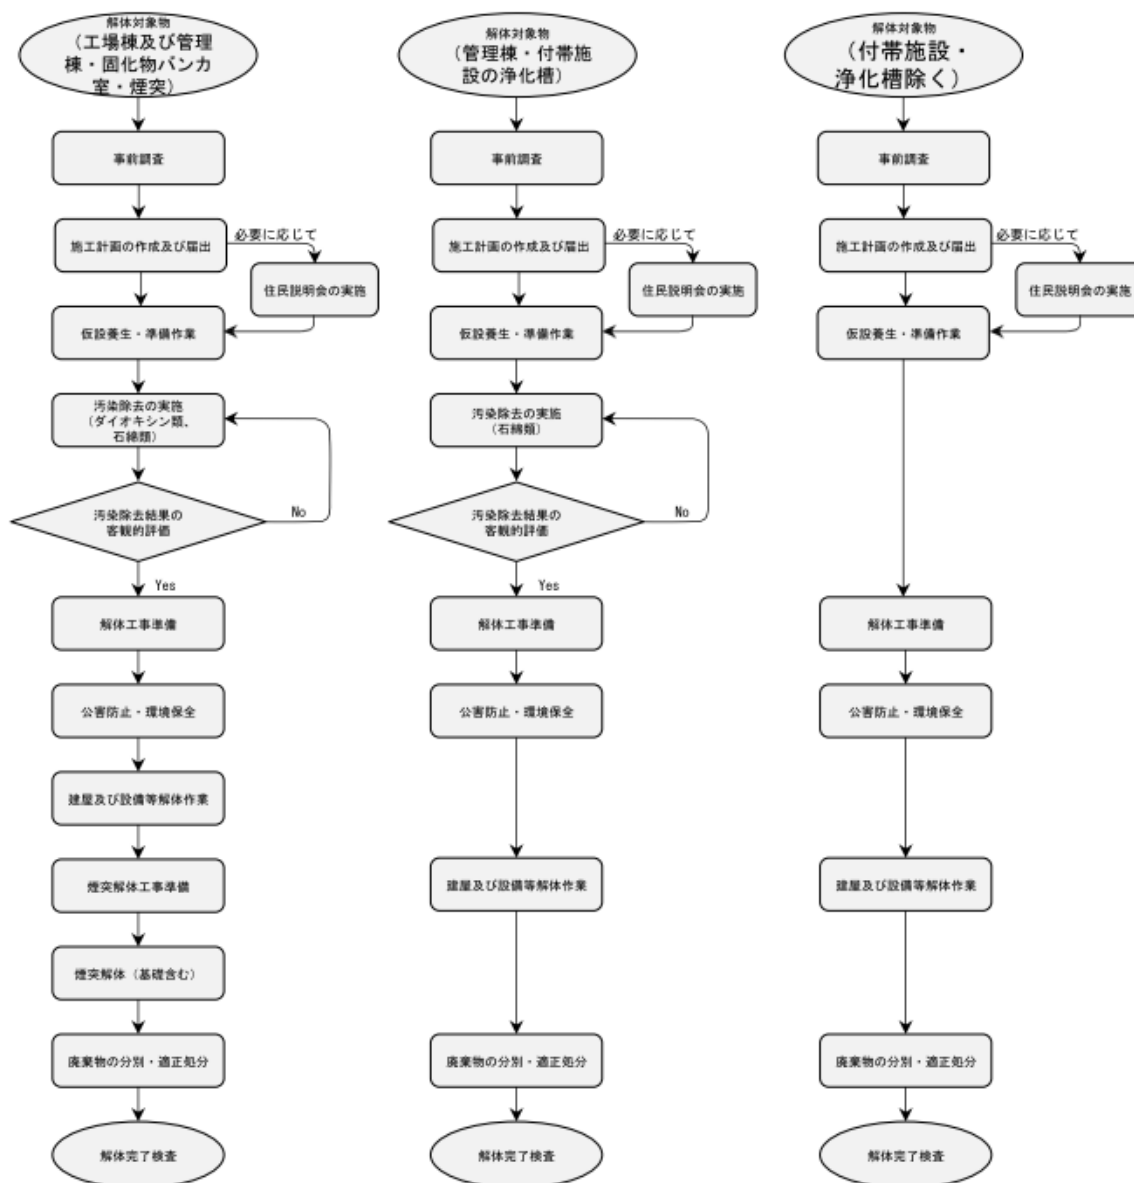 解体対象物
(工場棟及び管理
棟・固化物バンカ
室・煙突)
事前調査
施工計画の作成及び届出
必要に応じて
住民説明会の実施
仮設養生・準備作業
汚染除去の実施
(ダイオキシン類、
石綿類)
汚染除去結果の
客観的評価
No
Yes
解体工事準備
公害防止・環境保全
建屋及び設備等解体作業
煙突解体工事準備
煙突解体(基礎含む)
廃棄物の分別・適正処分
解体完了検査
解体対象物
(管理棟・付帯施
設の浄化槽)
事前調査
施工計画の作成及び届出
必要に応じて
住民説明会の実施
仮設養生・準備作業
汚染除去の実施
(石綿類)
汚染除去結果の
客観的評価
No
Yes
解体工事準備
公害防止・環境保全
建屋及び設備等解体作業
廃棄物の分別・適正処分
解体完了検査
解体対象物
(付帯施設・
浄化槽除く)
事前調査
施工計画の作成及び届出
必要に応じて
住民説明会の実施
仮設養生・準備作業
解体工事準備
公害防止・環境保全
建屋及び設備等解体作業
廃棄物の分別・適正処分
解体完了検査